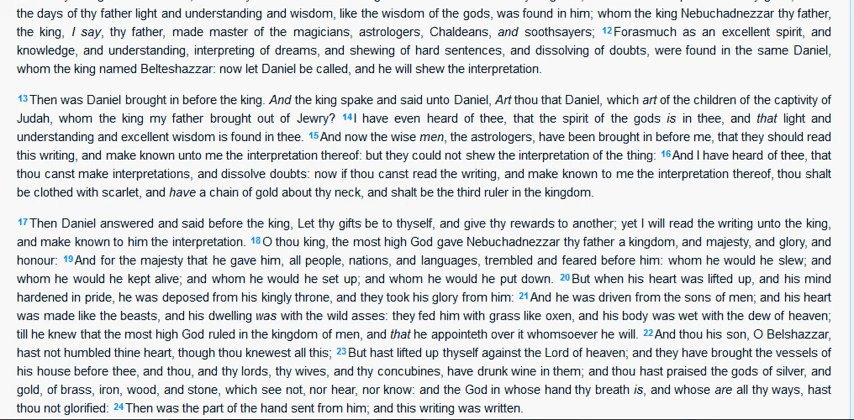 the days of thy father light and understanding and wisdom, like the wisdom of the gods, was found in him; whom the king Nebuchadnezzar thy father,
the king, I say, thy father, made master of the magicians, astrologers, Chaldeans, and soothsayers; 12Forasmuch as an excellent spirit, and
knowledge, and understanding, interpreting of dreams, and shewing of hard sentences, and dissolving of doubts, were found in the same Daniel,
whom the king named Belteshazzar: now let Daniel be called, and he will shew the interpretation.
13Then was Daniel brought in before the king. And the king spake and said unto Daniel, Art thou that Daniel, which art of the children of the captivity of
Judah, whom the king my father brought out of Jewry? 14I have even heard of thee, that the spirit of the gods is in thee, and that light and
understanding and excellent wisdom is found in thee. 15And now the wise men, the astrologers, have been brought in before me, that they should read
this writing, and make known unto me the interpretation thereof: but they could not shew the interpretation of the thing: 16And I have heard of thee, that
thou canst make interpretations, and dissolve doubts: now if thou canst read the writing, and make known to me the interpretation thereof, thou shalt
be clothed with scarlet, and have a chain of gold about thy neck, and shalt be the third ruler in the kingdom.
17Then Daniel answered and said before the king, Let thy gifts be to thyself, and give thy rewards to another; yet I will read the writing unto the king,
and make known to him the interpretation. 18O thou king, the most high God gave Nebuchadnezzar thy father a kingdom, and majesty, and glory, and
honour: 19And for the majesty that he gave him, all people, nations, and languages, trembled and feared before him: whom he would he slew; and
whom he would he kept alive; and whom he would he set up; and whom he would he put down. 20But when his heart was lifted up, and his mind
hardened in pride, he was deposed from his kingly throne, and they took his glory from him: 21And he was driven from the sons of men; and his heart
was made like the beasts, and his dwelling was with the wild asses: they fed him with grass like oxen, and his body was wet with the dew of heaven;
till he knew that the most high God ruled in the kingdom of men, and that he appointeth over it whomsoever he will. 22And thou his son, O Belshazzar,
hast not humbled thine heart, though thou knewest all this; 23But hast lifted up thyself against the Lord of heaven; and they have brought the vessels of
his house before thee, and thou, and thy lords, thy wives, and thy concubines, have drunk wine in them; and thou hast praised the gods of silver, and
gold, of brass, iron, wood, and stone, which see not, nor hear, nor know: and the God in whose hand thy breath is, and whose are all thy ways, hast
thou not glorified: 24Then was the part of the hand sent from him; and this writing was written.